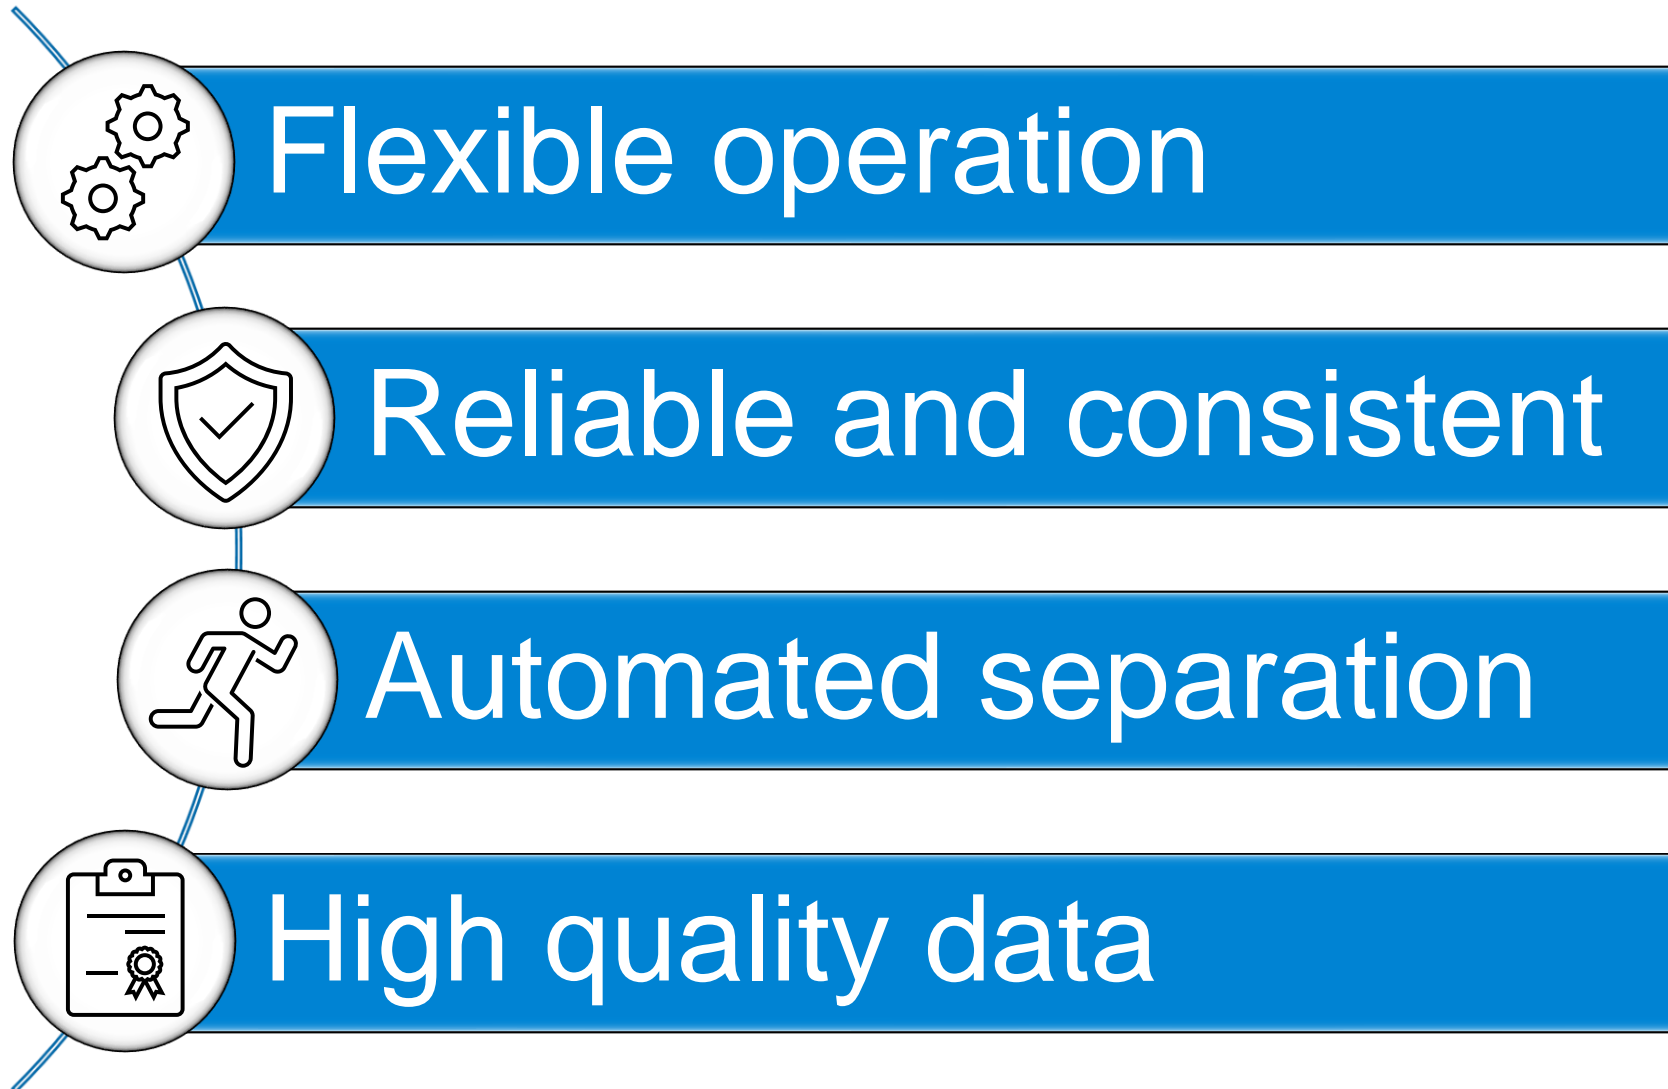 Flexible operation
Reliable and consistent
Automated separation
High quality data